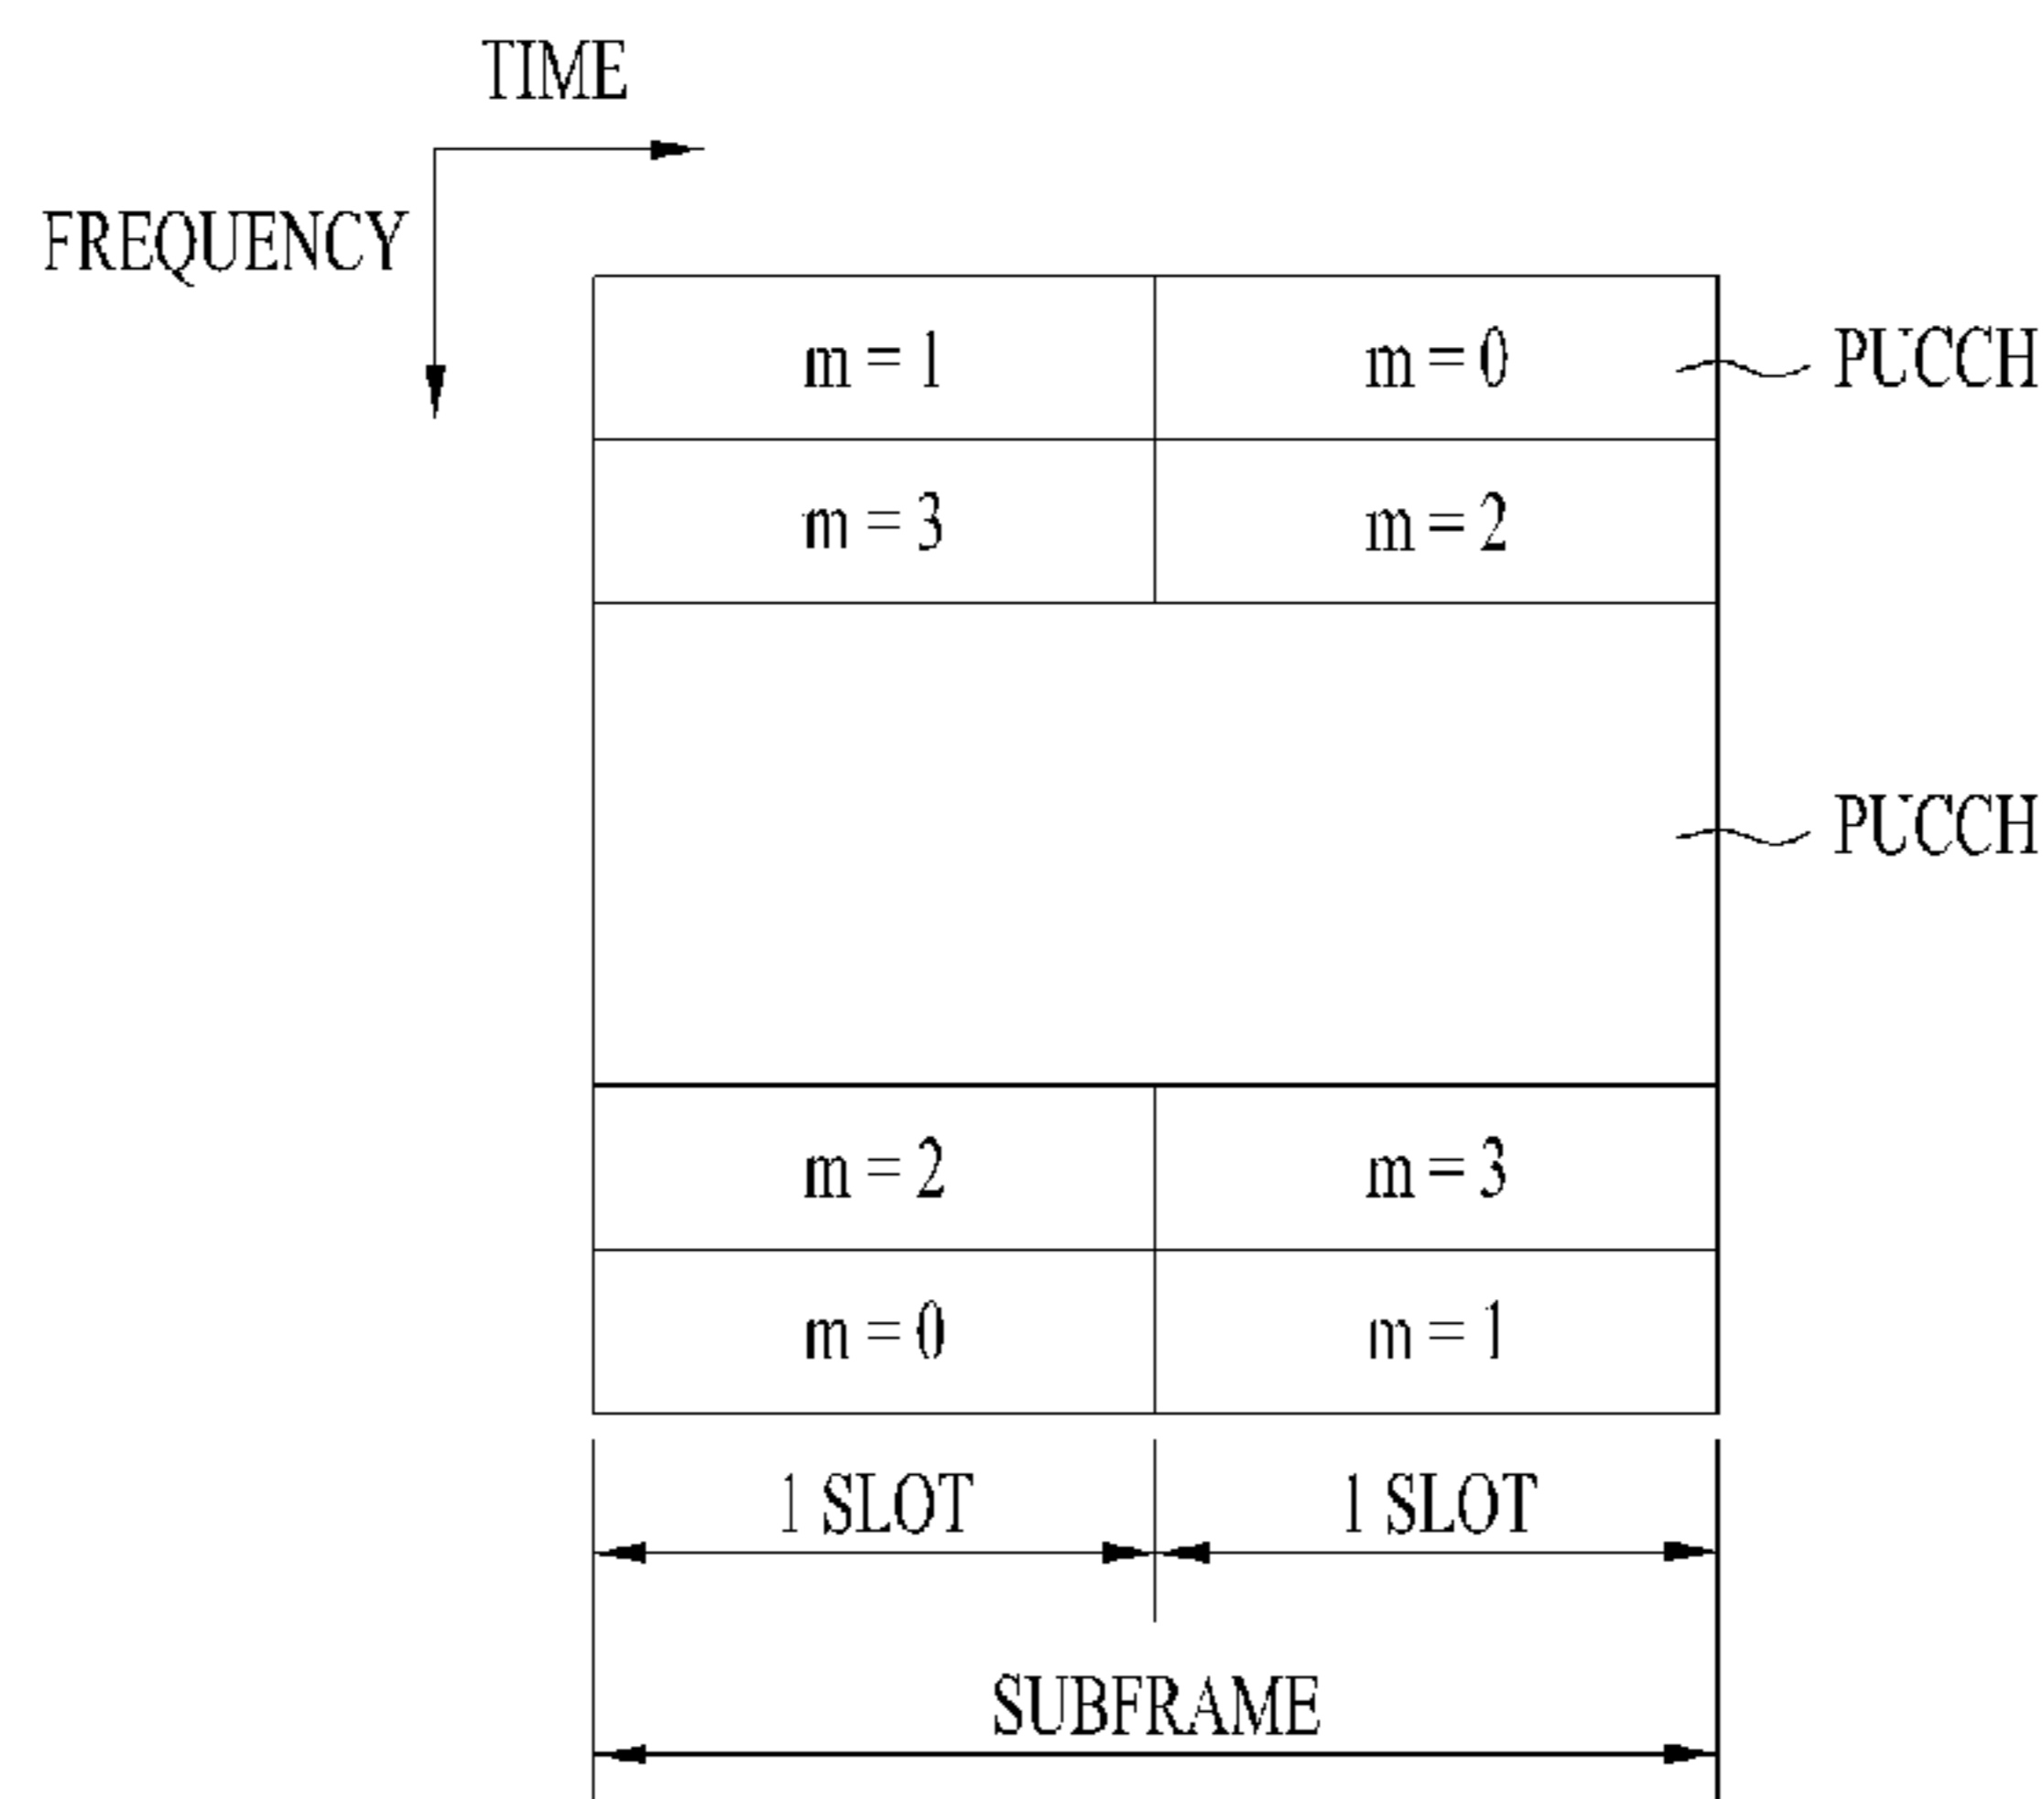 TIME
FREQUENCY
m = 1
m = 0
PUCCH
m = 3
m = 2
PUCCH
m = 2
m = 3
m = 0
m = 1
1 SLOT
1 SLOT
SUBFRAME